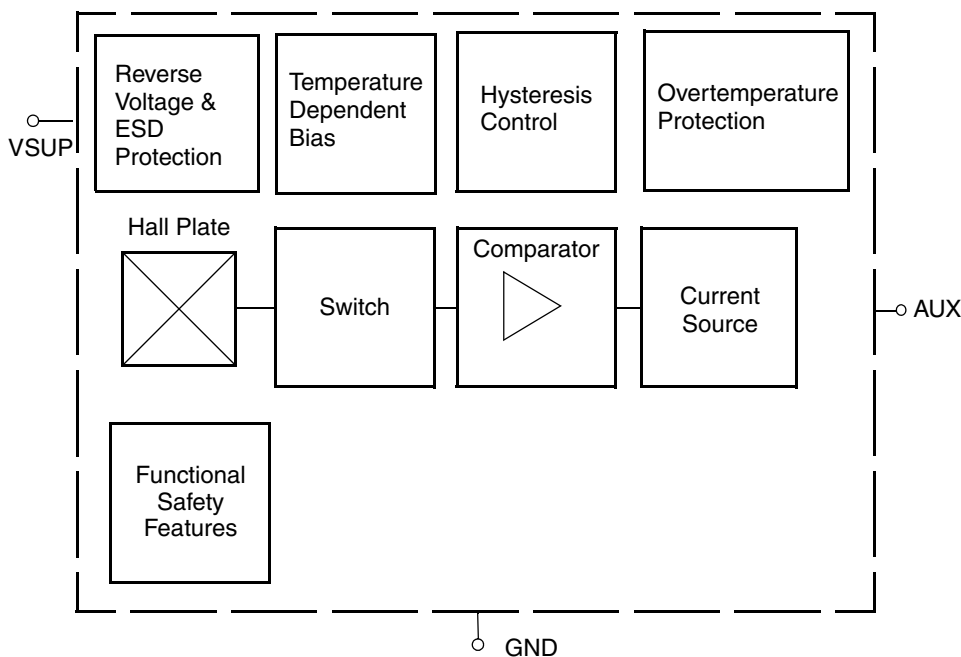 Reverse
Voltage &
ESD
Protection
Temperature
Dependent
Bias
Hysteresis
Control
Overtemperature
Protection
VSUP
Hall Plate
Switch
Comparator
Current
Source
AUX
Functional
Safety
Features
GND